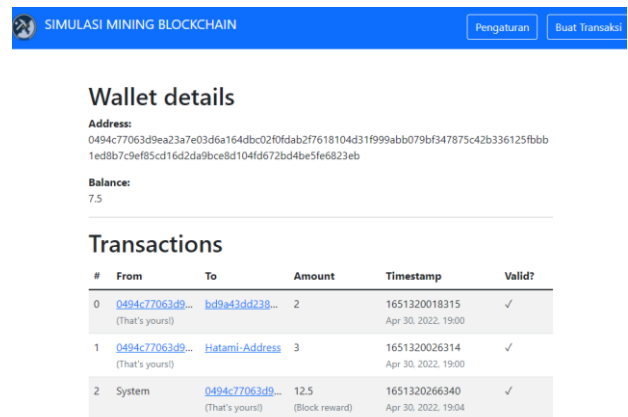 SIMULASI MINING BLOCKCHAIN
Pengaturan
Buat Transaksi
Wallet details
Address:
0494c77063d9ea23a7e03d6a164dbc02f0fdab2f7618104d31f999abb079bf347875c42b336125fbbb
1ed8b7c9ef85cd16d2da9bce8d104fd672bd4be5fe6823eb
Balance:
7.5
Transactions
# From To Amount Timestamp Valid?
0 0494c77063d9... bd9a43dd238... 2 1651320018315 ✓
(That's yours!) Apr 30, 2022, 19:00
1 0494c77063d9... Hatami-Address 3 1651320026314 ✓
(That's yours!) Apr 30, 2022, 19:00
2 System 0494c77063d9... 12.5 1651320266340 ✓
(That's yours!) (Block reward) Apr 30, 2022, 19:04